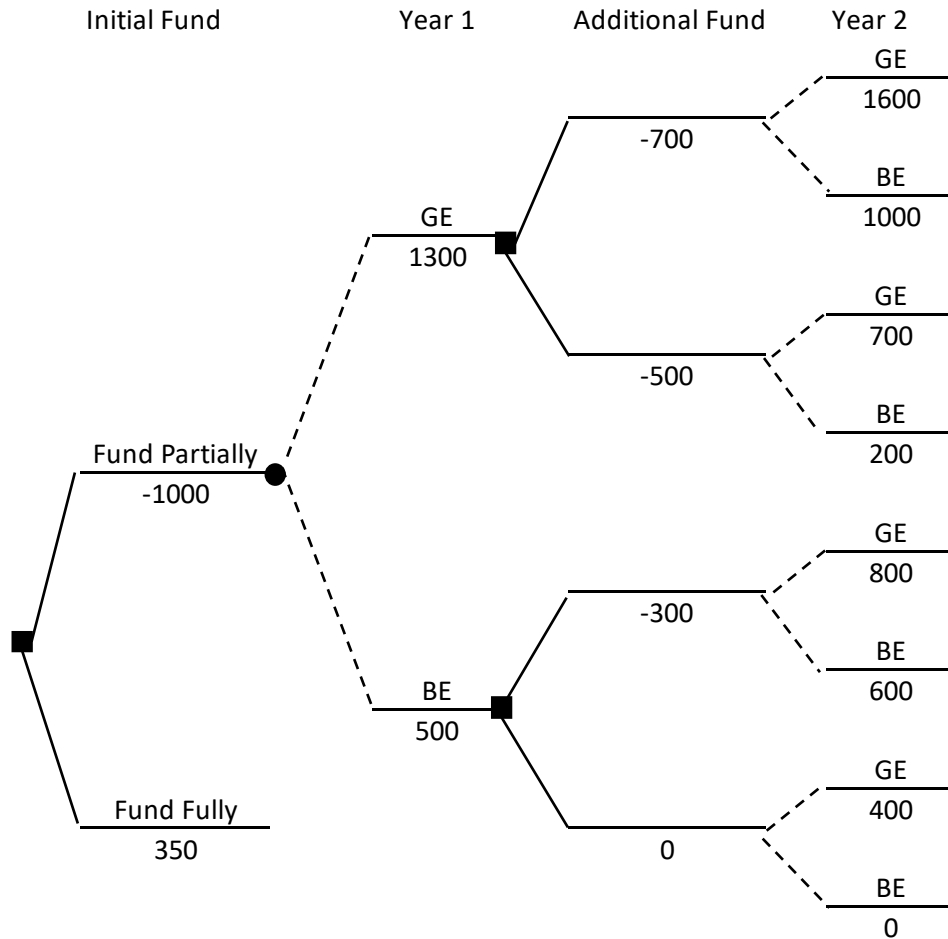 Initial Fund Year 1 Additional Fund Year 2
GE
1600
-700
BE
1000
GE
1300
GE
700
-500
BE
200
Fund Partially
-1000
GE
800
-300
BE
600
BE
500
GE
400
Fund Fully
350
0
BE
0